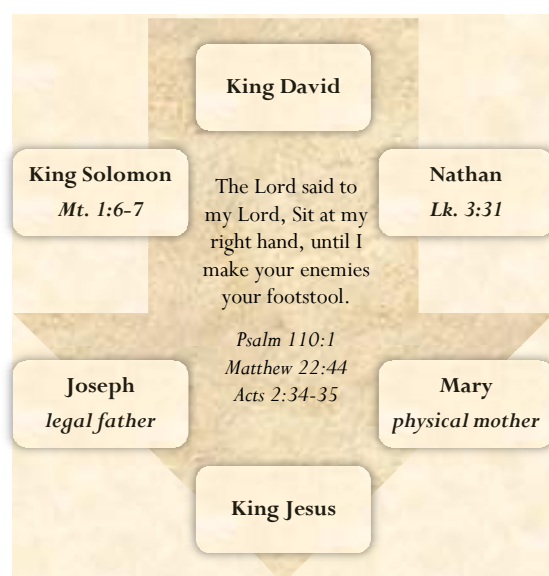 King David
King Solomon
Mt. 1:6-7
Nathan
Lk. 3:31
The Lord said to
my Lord, Sit at my
right hand, until I
make your enemies
your footstool.
Psalm 110:1
Matthew 22:44
Acts 2:34-35
Joseph
legal father
Mary
physical mother
King Jesus